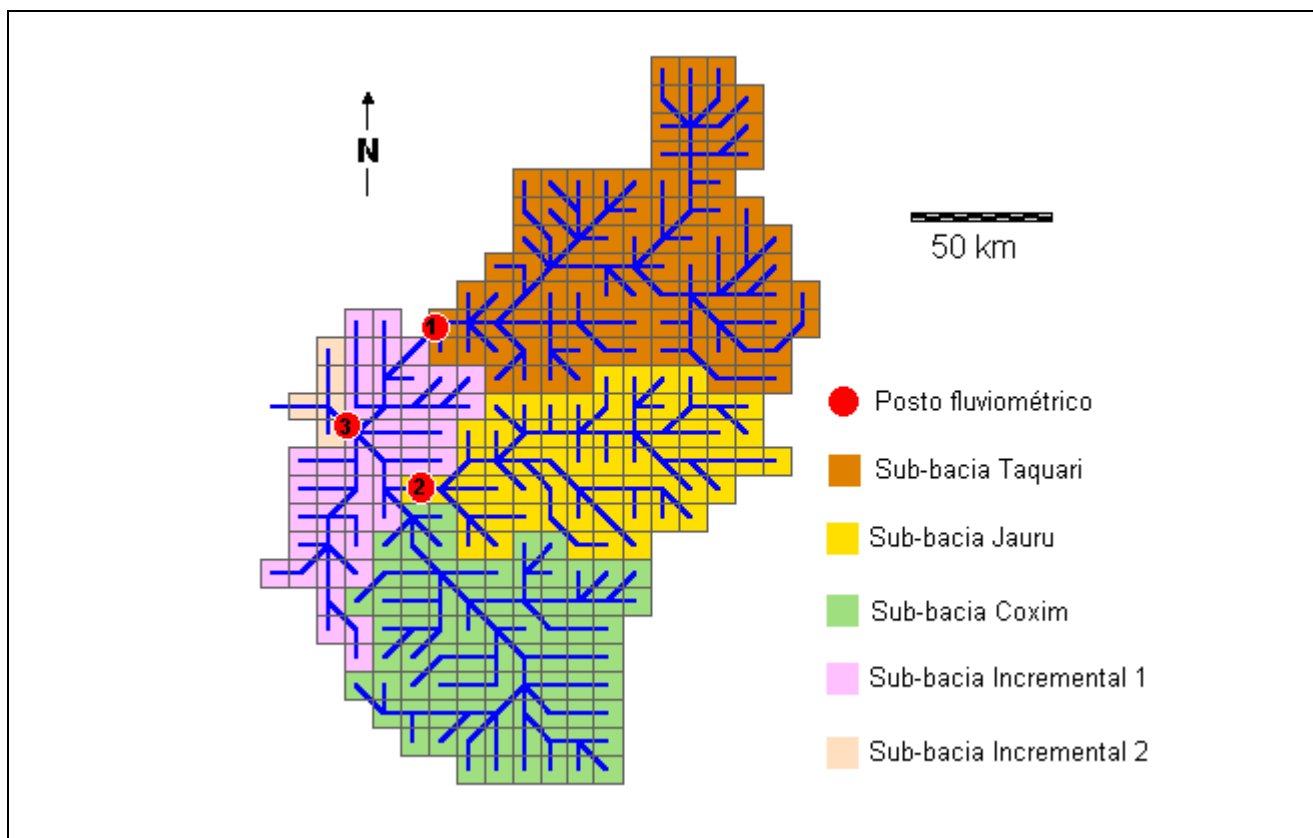 N
50 km
1
3
2
Posto fluviométrico
Sub-bacia Taquari
Sub-bacia Jauru
Sub-bacia Coxim
Sub-bacia Incremental 1
Sub-bacia Incremental 2